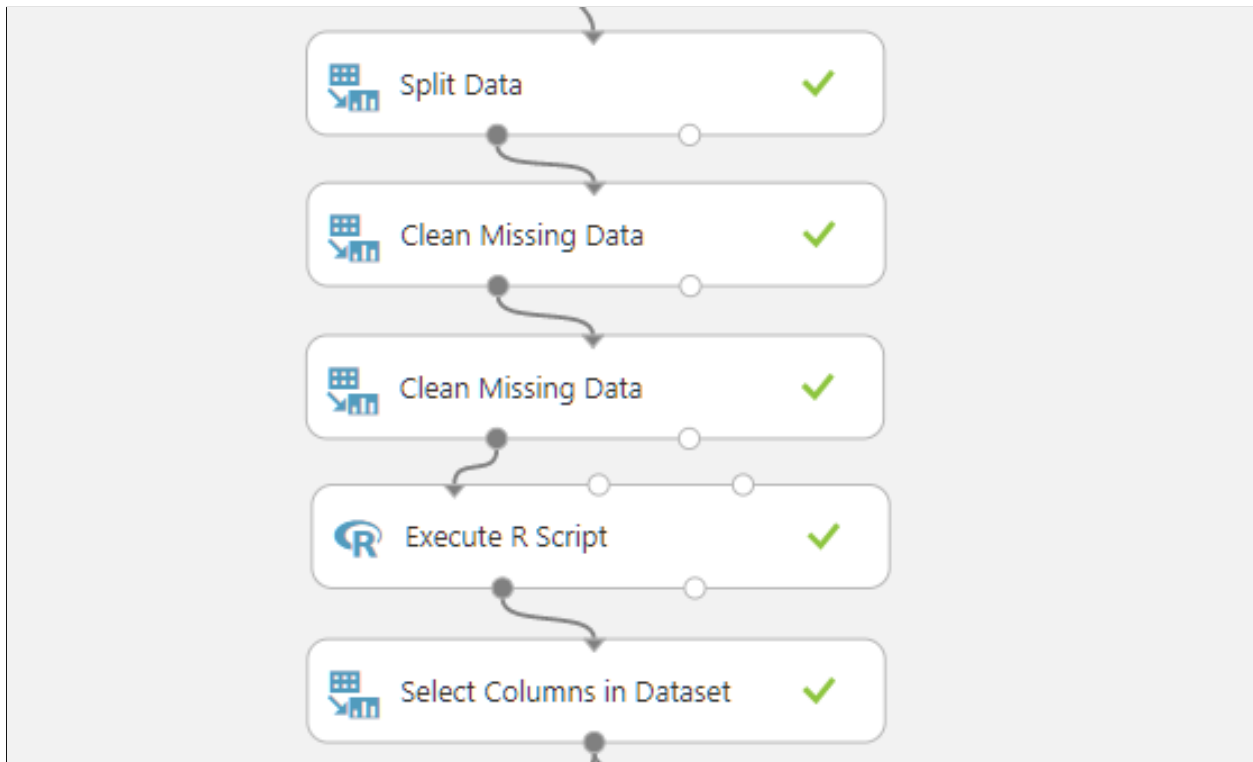 Split Data
Clean Missing Data
Clean Missing Data
R Execute R Script
Select Columns in Dataset